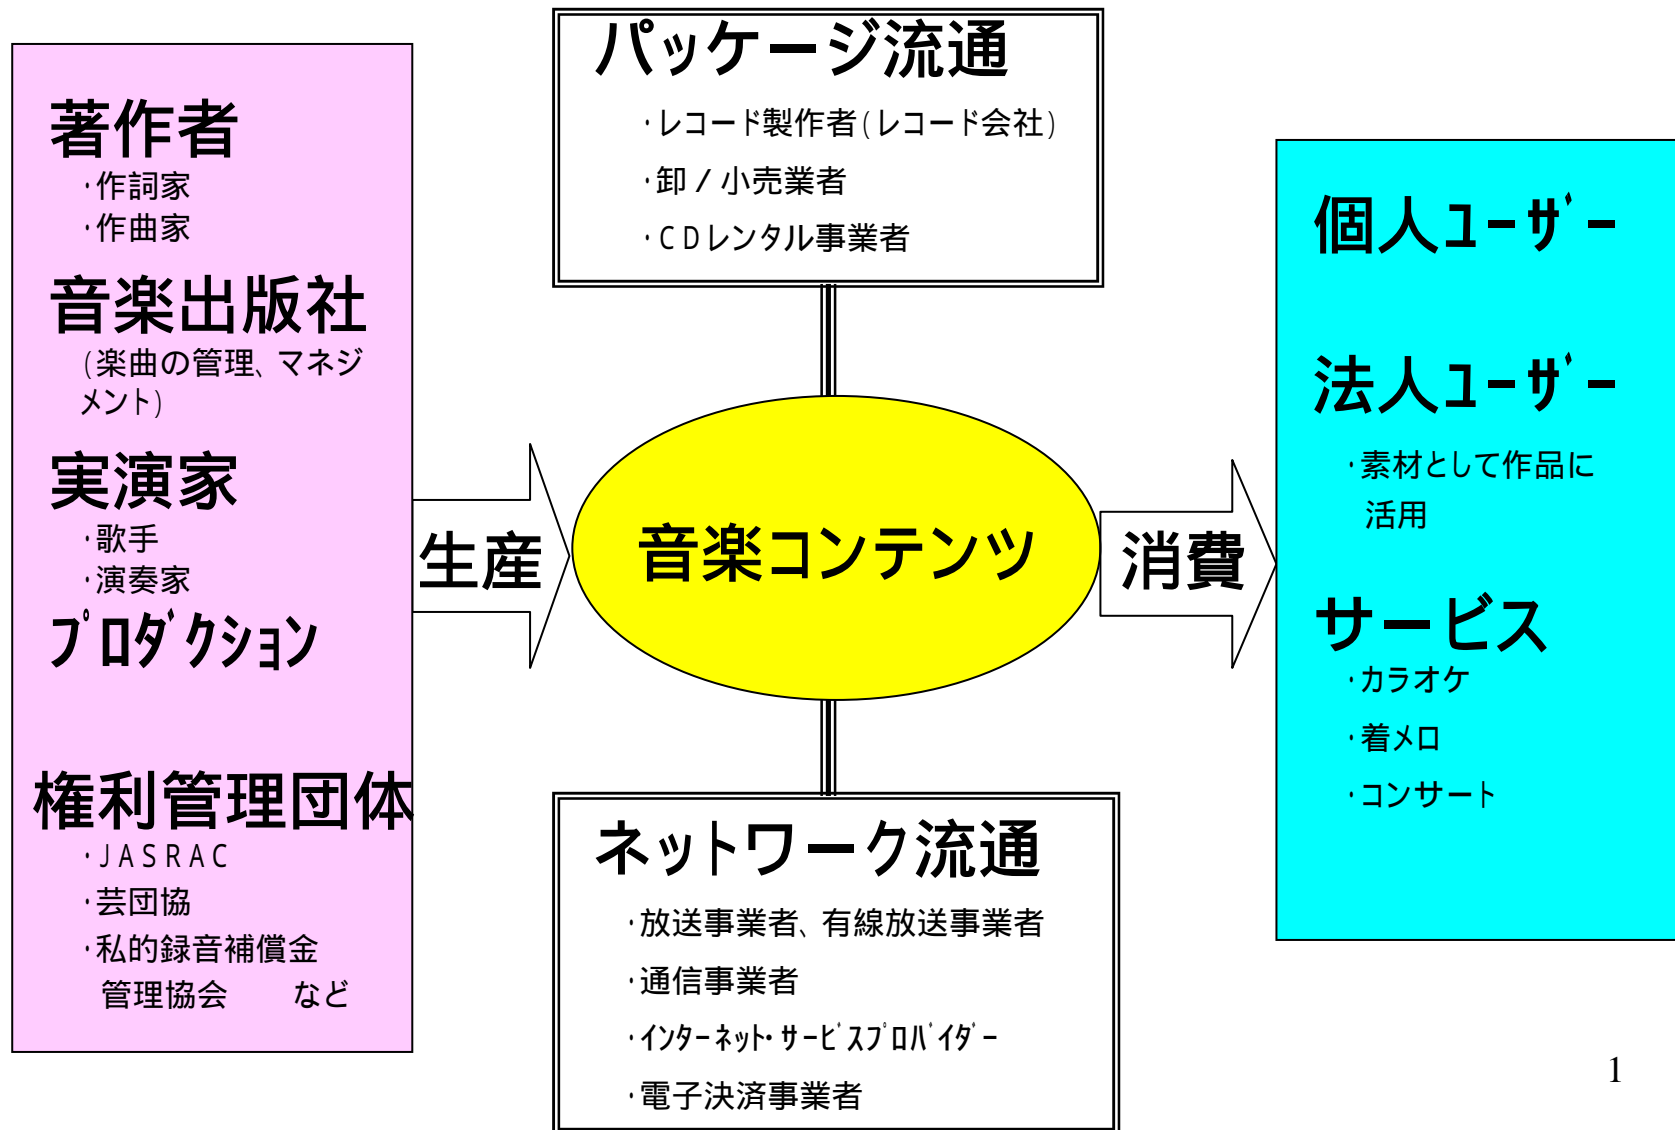 著作者
・作詞家
・作曲家
音楽出版社
(楽曲の管理、マネジ
メント)
実演家
・歌手
・演奏家
プロダクション
権利管理団体
・JASRAC
・芸団協
・私的録音補償金
管理協会　　など
生産
パッケージ流通
・レコード製作者(レコード会社)
・卸/小売業者
・CDレンタル事業者
音楽コンテンツ
ネットワーク流通
・放送事業者、有線放送事業者
・通信事業者
・インターネット・サービスプロバイダー
・電子決済事業者
消費
個人ユーザー
法人ユーザー
・素材として作品に
活用
サービス
・カラオケ
・着メロ
・コンサート
1